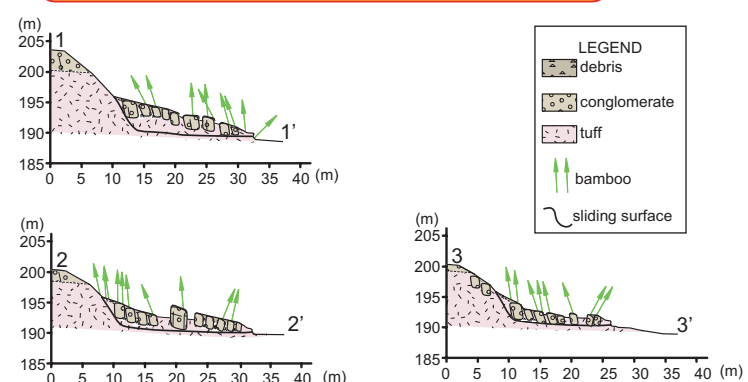 (m)
205
200
195
190
185
1
1’
0 5 10 15 20 25 30 35 40 (m)
LEGEND
debris
conglomerate
tuff
bamboo
sliding surface
(m)
205
200
195
190
185
2
2’
0 5 10 15 20 25 30 35 (m)
(m)
205
200
195
190
185
3
3’
0 5 10 15 20 25 30 35 40 (m)